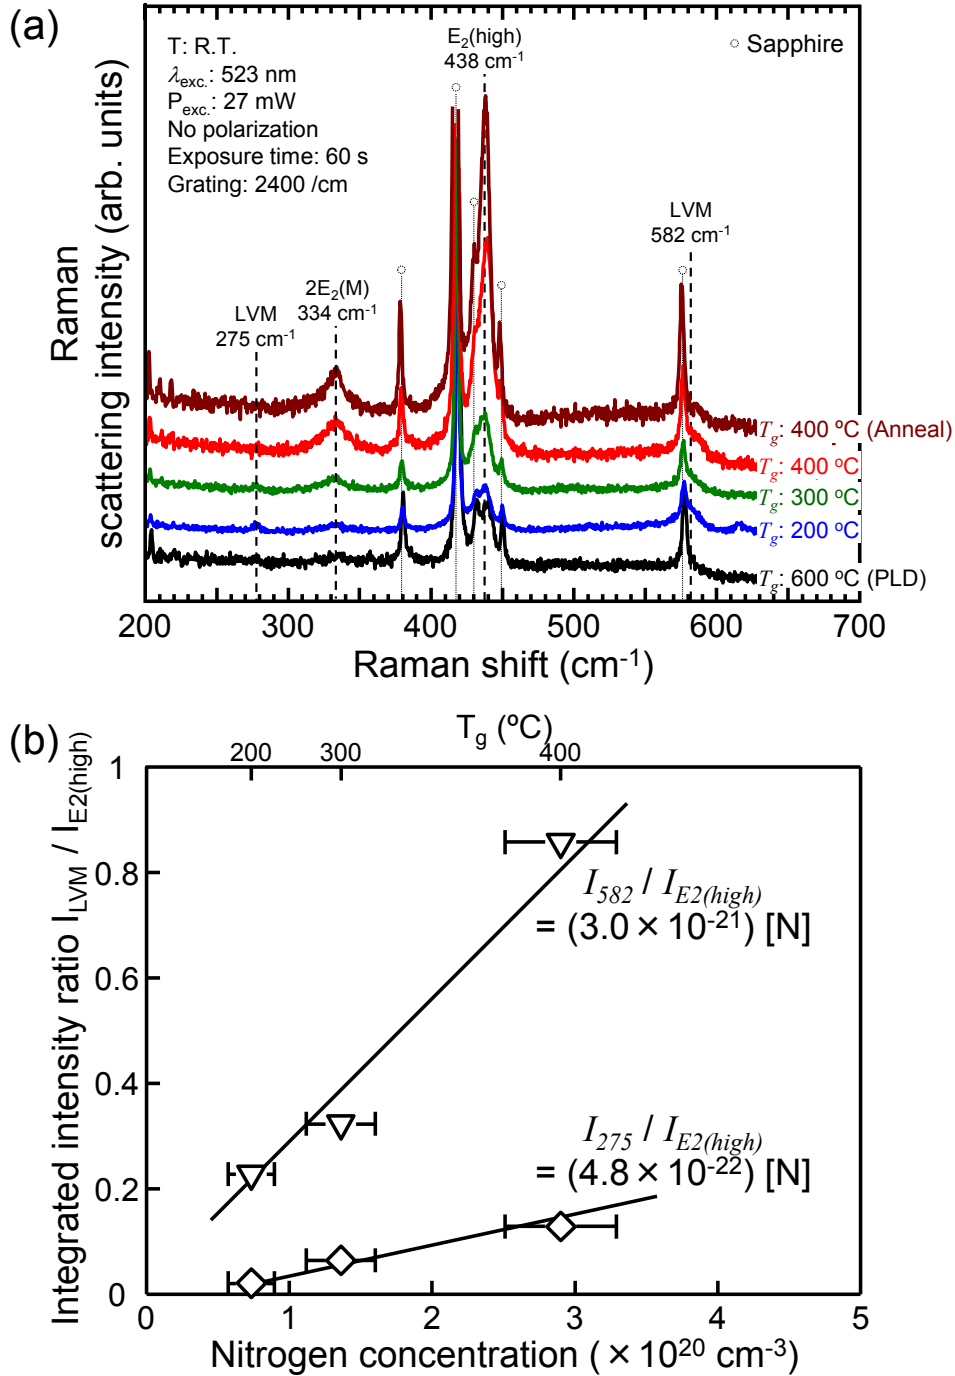 (a)
T: R.T.
λexc.: 523 nm
Pexc.: 27 mW
No polarization
Exposure time: 60 s
Grating: 2400 /cm
E2(high)
438 cm-1
Sapphire
LVM
582 cm-1
2E2(M)
334 cm-1
LVM
275 cm-1
Tg: 400 ºC (Anneal)
Tg: 400 ºC
Tg: 300 ºC
Tg: 200 ºC
Tg: 600 ºC (PLD)
Raman
scattering intensity (arb. units)
200 300 400 500 600 700
Raman shift (cm-1)
(b)
Tg (ºC)
200 300 400
Integrated intensity ratio ILVM / IE2(high)
1
0.8
0.6
0.4
0.2
0
I582 / IE2(high)
= (3.0 × 10-21) [N]
I275 / IE2(high)
= (4.8 × 10-22) [N]
0 1 2 3 4 5
Nitrogen concentration ( × 1020 cm-3)